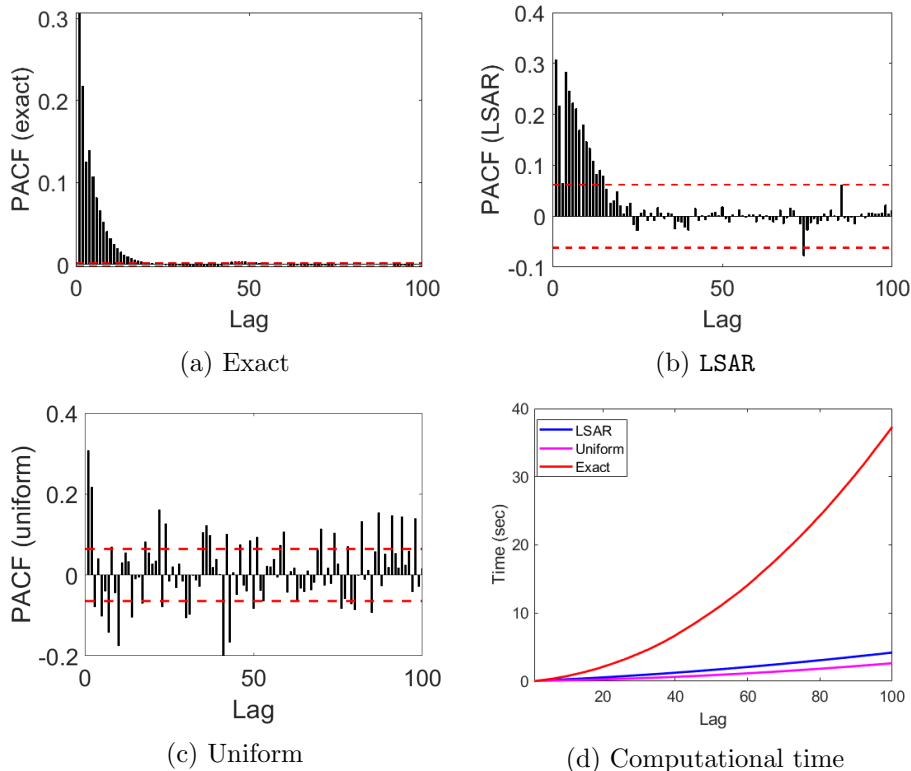 0.3
0.2
0.1
0
PACF (exact)
0
50
100
Lag
(a) Exact
0.4
0.3
0.2
0.1
0
-0.1
PACF (LSAR)
0
50
100
Lag
(b) LSAR
0.4
0.2
0
-0.2
PACF (uniform)
0
50
100
Lag
(c) Uniform
40
30
20
10
0
Time (sec)
LSAR
Uniform
Exact
20
40
60
80
100
Lag
(d) Computational time